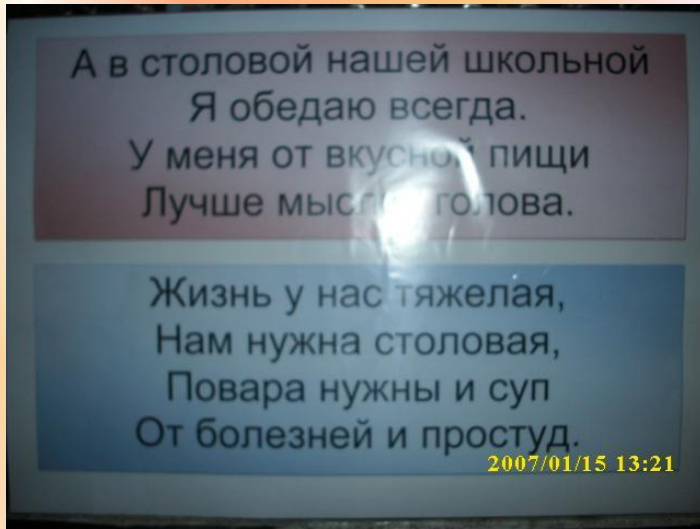 А в столовой нашей школьной
Я обедаю всегда.
У меня от вкусной пищи
Лучше голова.
Жизнь у нас тяжелая,
Нам нужна столовая,
Повара нужны и суп
От болезней и простуд.
2007/01/15 13:21